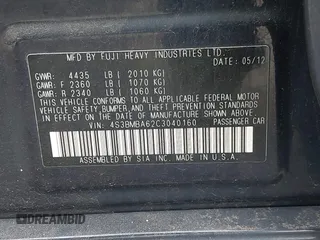 MFD BY FUJI HEAVY INDUSTRIES LTD.
DATE: 05/12
GVWR: 4435 LB ( 2010 KG)
GAWR: F 2360 LB ( 1070 KG)
GAWR: R 2340 LB ( 1060 KG)
THIS VEHICLE CONFORMS TO ALL APPLICABLE FEDERAL MOTOR
VEHICLE SAFETY, BUMPER, AND THEFT PREVENTION STANDARDS
IN EFFECT ON THE DATE OF MANUFACTURE SHOWN ABOVE.
VIN: 4S3BMBA62C3040160
PASSENGER CAR
ASSEMBLED BY SIA INC. MADE IN U.S.A.
DREAMBID